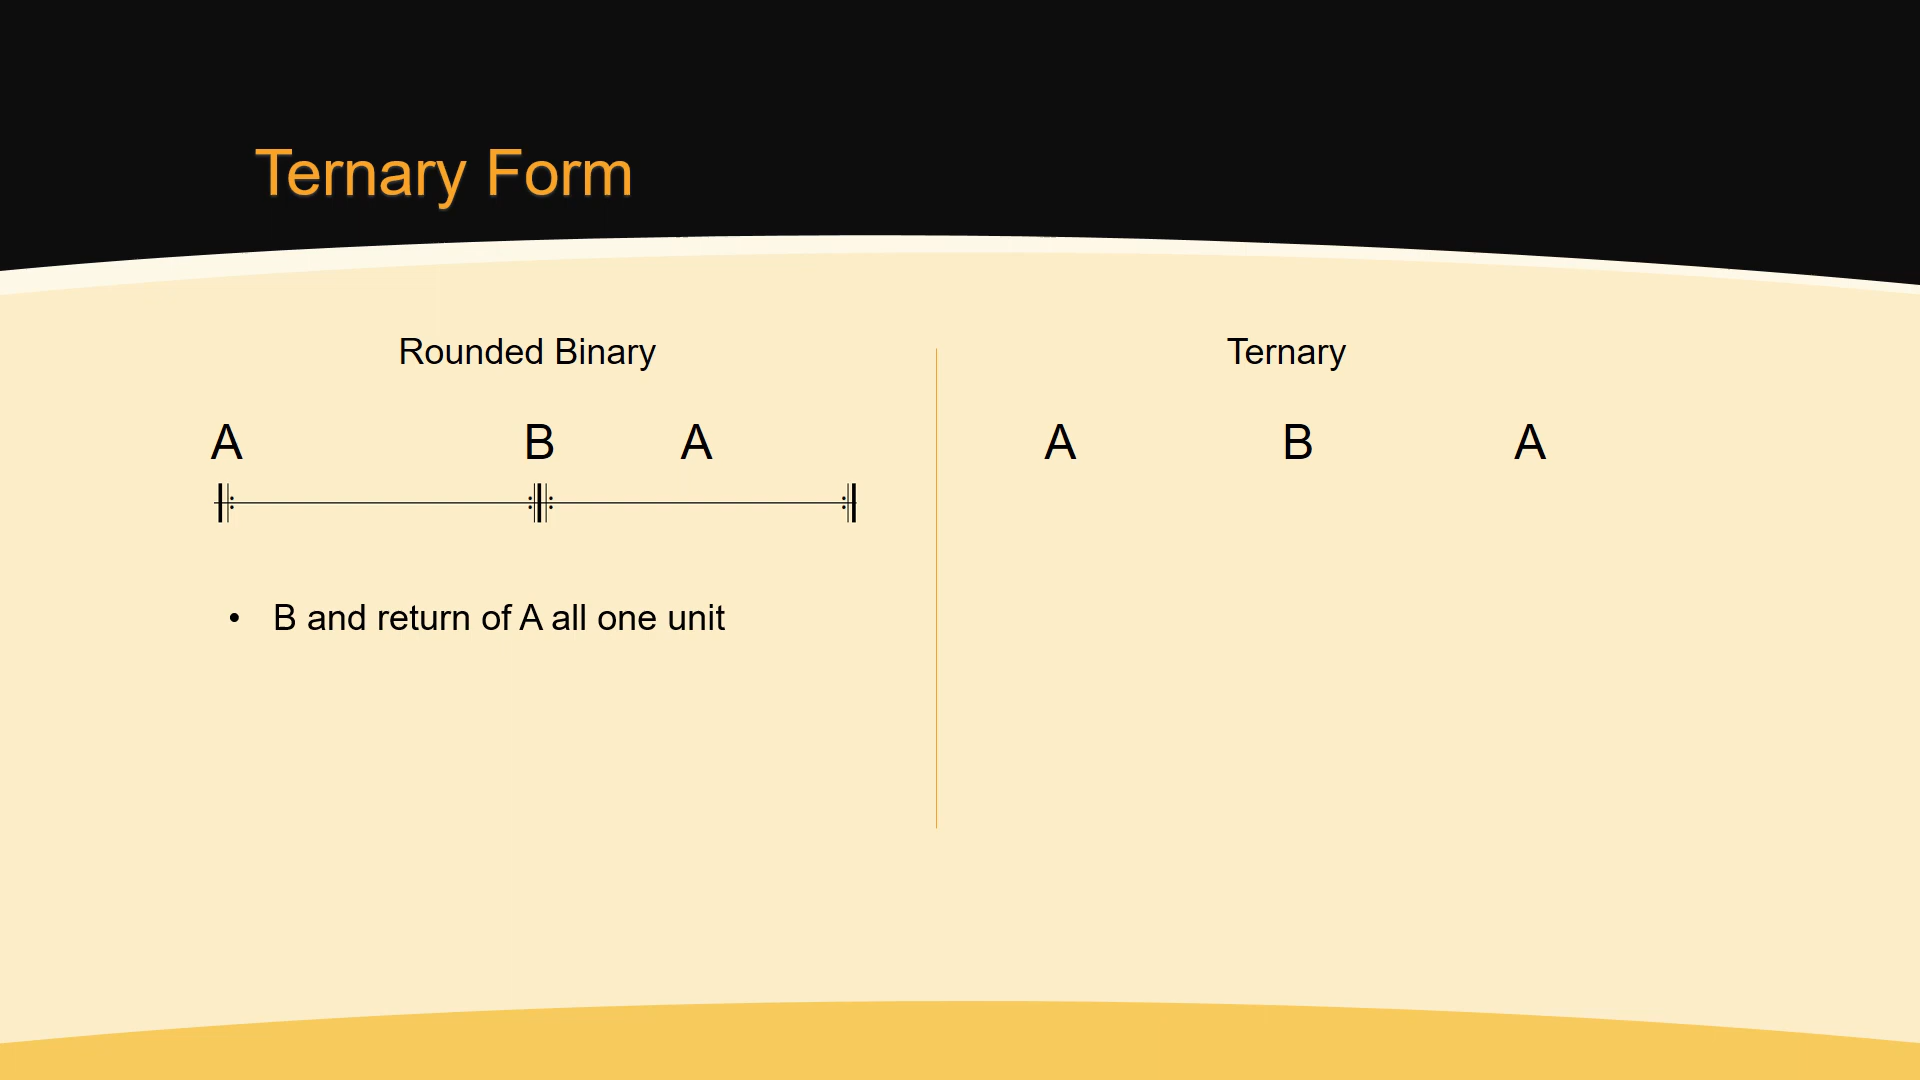 Ternary Form
Rounded Binary
A B A
• B and return of A all one unit
Ternary
A B A